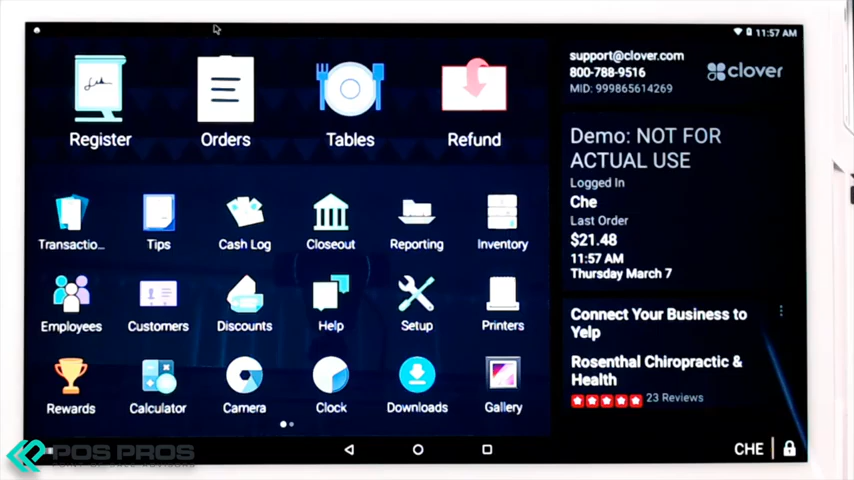 11:57 AM
support@clover.com
800-788-9516
clover
MID: 999865614269
Register
Orders
Tables
Refund
Demo: NOT FOR
ACTUAL USE
Logged In
Che
Last Order
$21.48
11:57 AM
Thursday March 7
Transactio...
Tips
Cash Log
Closeout
Reporting
Inventory
Employees
Customers
Discounts
Help
Setup
Printers
Connect Your Business to
Yelp
Rosenthal Chiropractic &
Health
23 Reviews
Rewards
Calculator
Camera
Clock
Downloads
Gallery
CHE
POS PROS